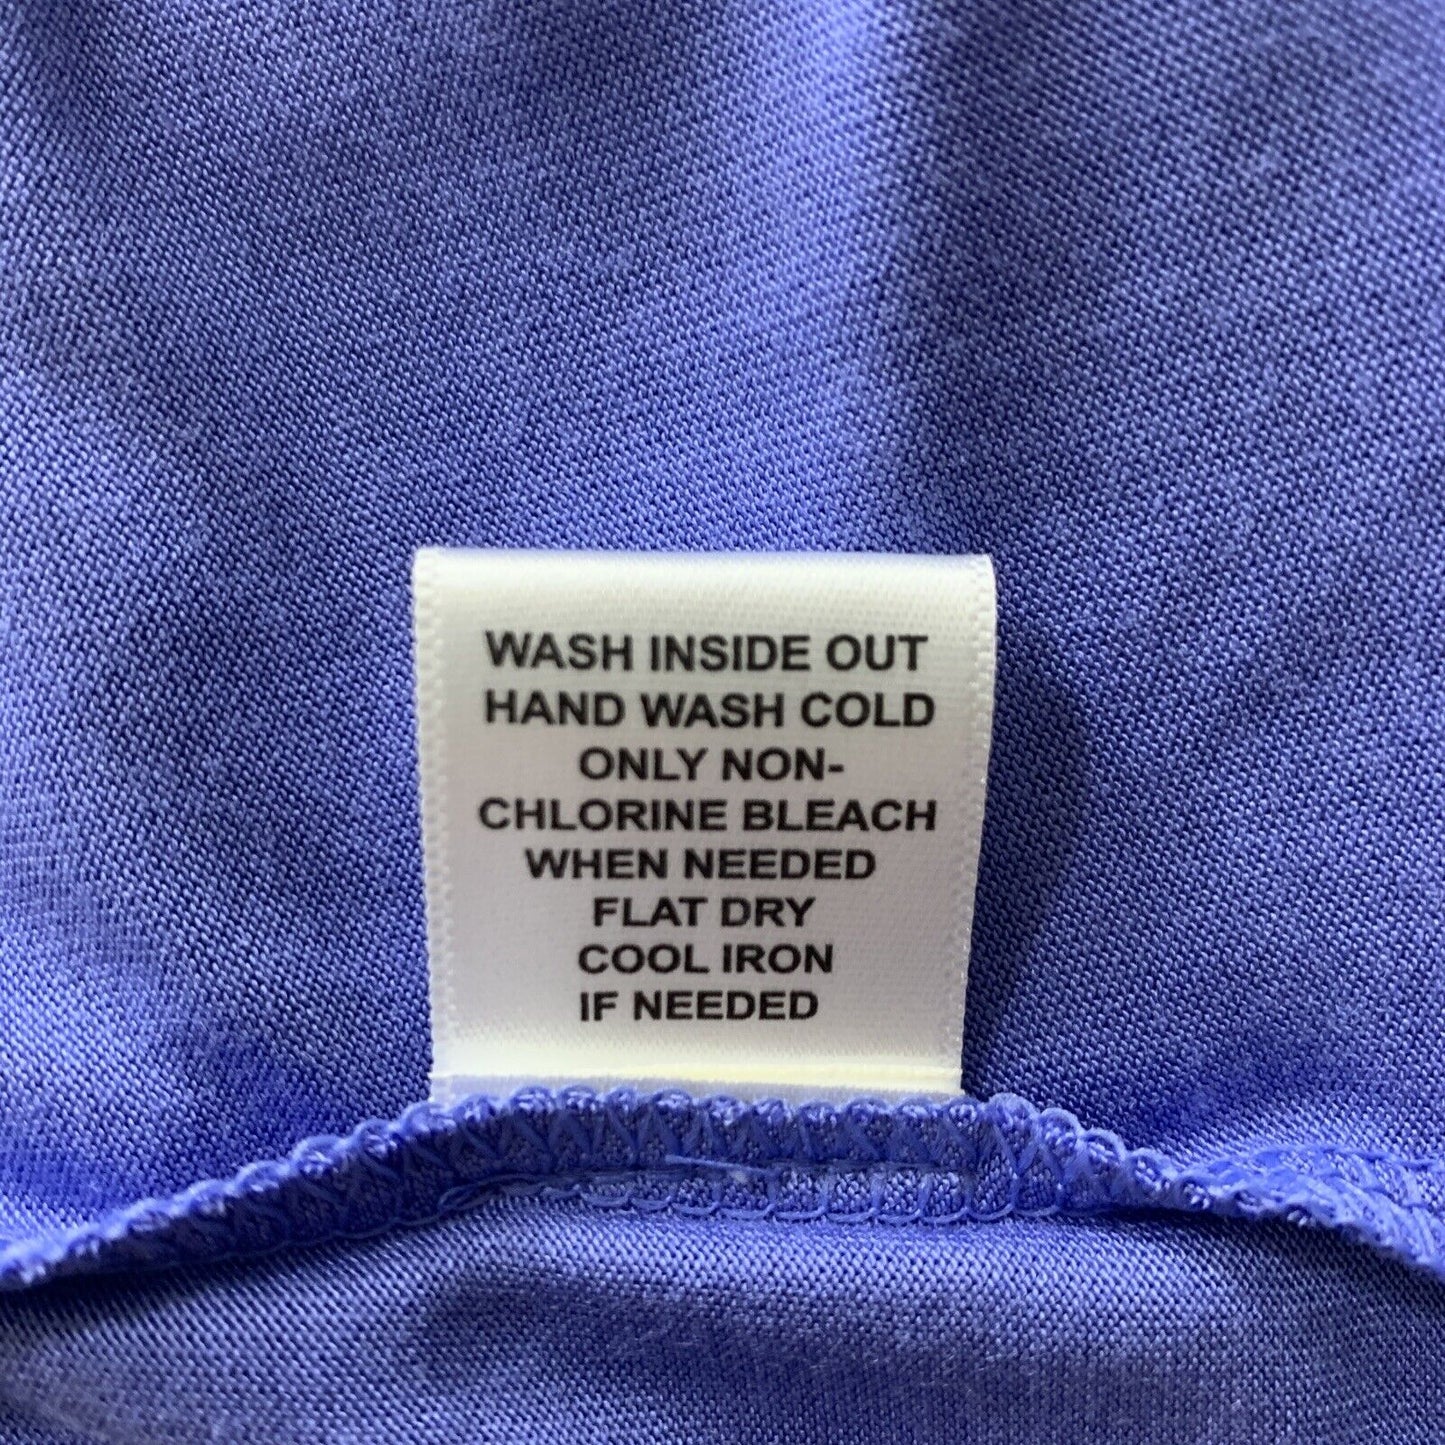 WASH INSIDE OUT
HAND WASH COLD
ONLY NON-
CHLORINE BLEACH
WHEN NEEDED
FLAT DRY
COOL IRON
IF NEEDED